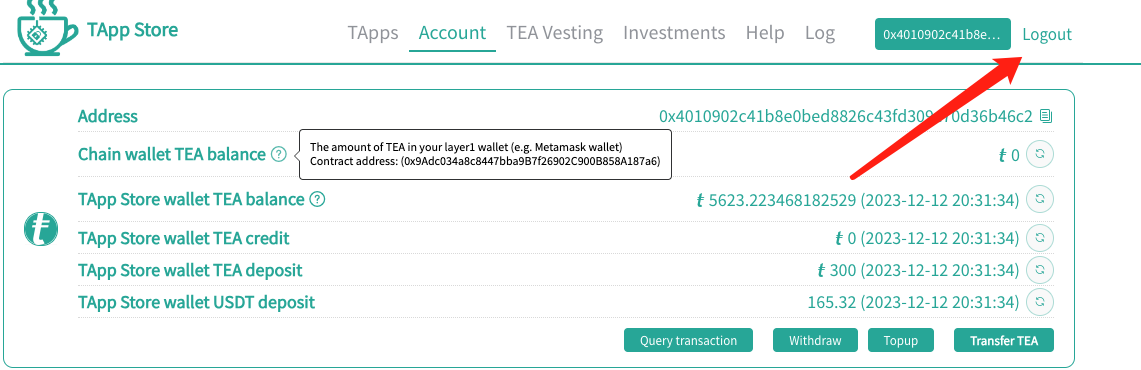 TApp Store
TApps Account TEA Vesting Investments Help Log 0x4010902c41b8e... Logout
Address 0x4010902c41b8e0bed8826c43fd309 70d36b46c2
Chain wallet TEA balance ? ŧ 0
The amount of TEA in your layer1 wallet (e.g. Metamask wallet)
Contract address: (0x9Adc034a8c8447bba9B7f26902C900B858A187a6)
TApp Store wallet TEA balance ? ŧ 5623.223468182529 (2023-12-12 20:31:34)
TApp Store wallet TEA credit ŧ 0 (2023-12-12 20:31:34)
TApp Store wallet TEA deposit ŧ 300 (2023-12-12 20:31:34)
TApp Store wallet USDT deposit 165.32 (2023-12-12 20:31:34)
Query transaction Withdraw Topup Transfer TEA